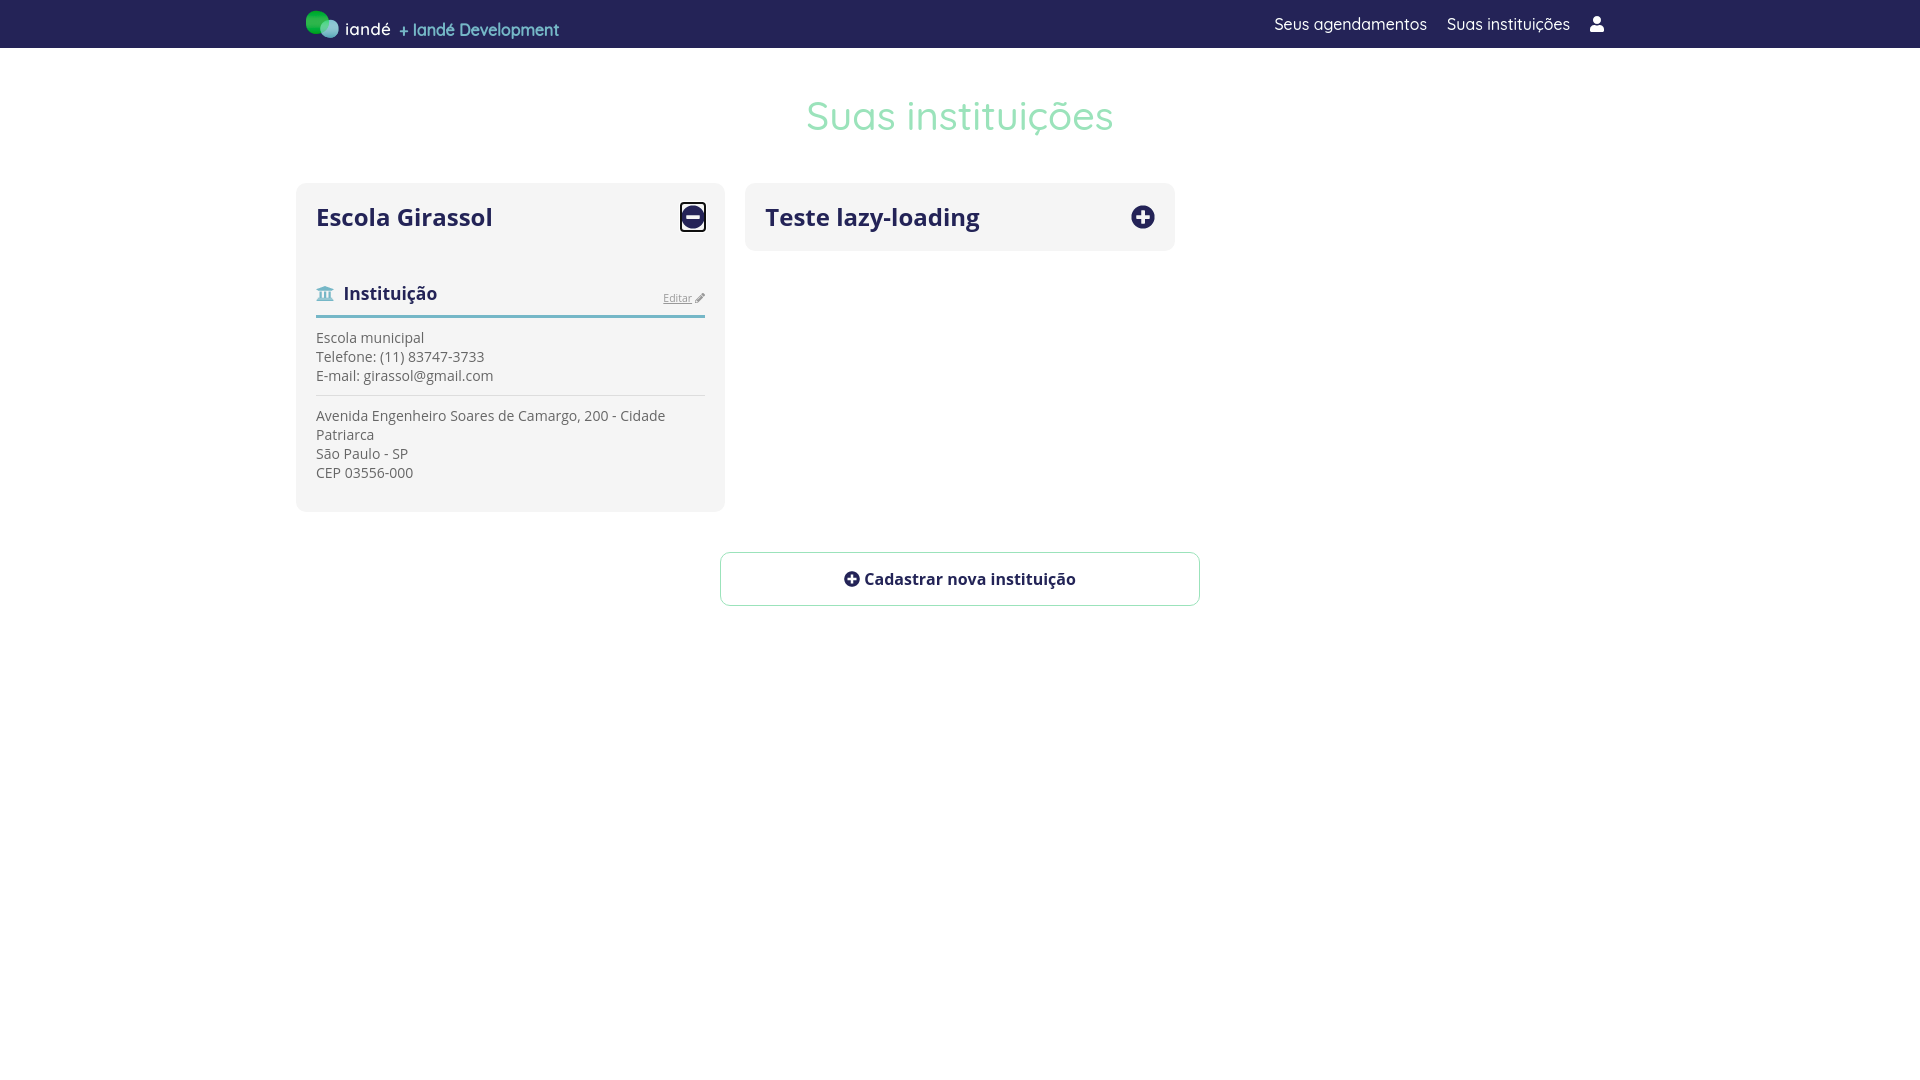 iandé + Iandé Development
Seus agendamentos
Suas instituições
Suas instituições
Escola Girassol
Instituição
Editar
Escola municipal
Telefone: (11) 83747-3733
E-mail: girassol@gmail.com
Avenida Engenheiro Soares de Camargo, 200 - Cidade
Patriarca
São Paulo - SP
CEP 03556-000
Teste lazy-loading
Cadastrar nova instituição